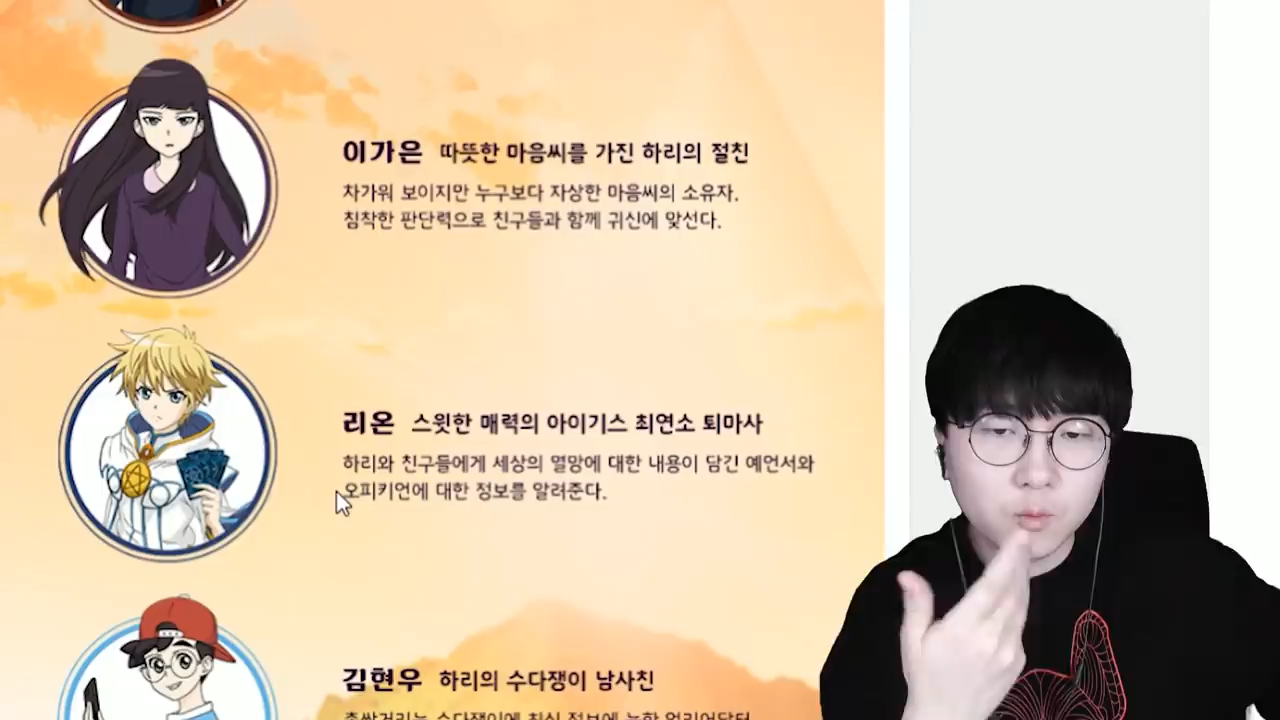 이가은 따뜻한 마음씨를 가진 하리의 절친
차가워 보이지만 누구보다 자상한 마음씨의 소유자.
침착한 판단력으로 친구들과 함께 귀신에 맞선다.
리온 스윗한 매력의 아이기스 최연소 퇴마사
하리와 친구들에게 세상의 멸망에 대한 내용이 담긴 예언서와
오피키언에 대한 정보를 알려준다.
김현우 하리의 수다쟁이 남사친